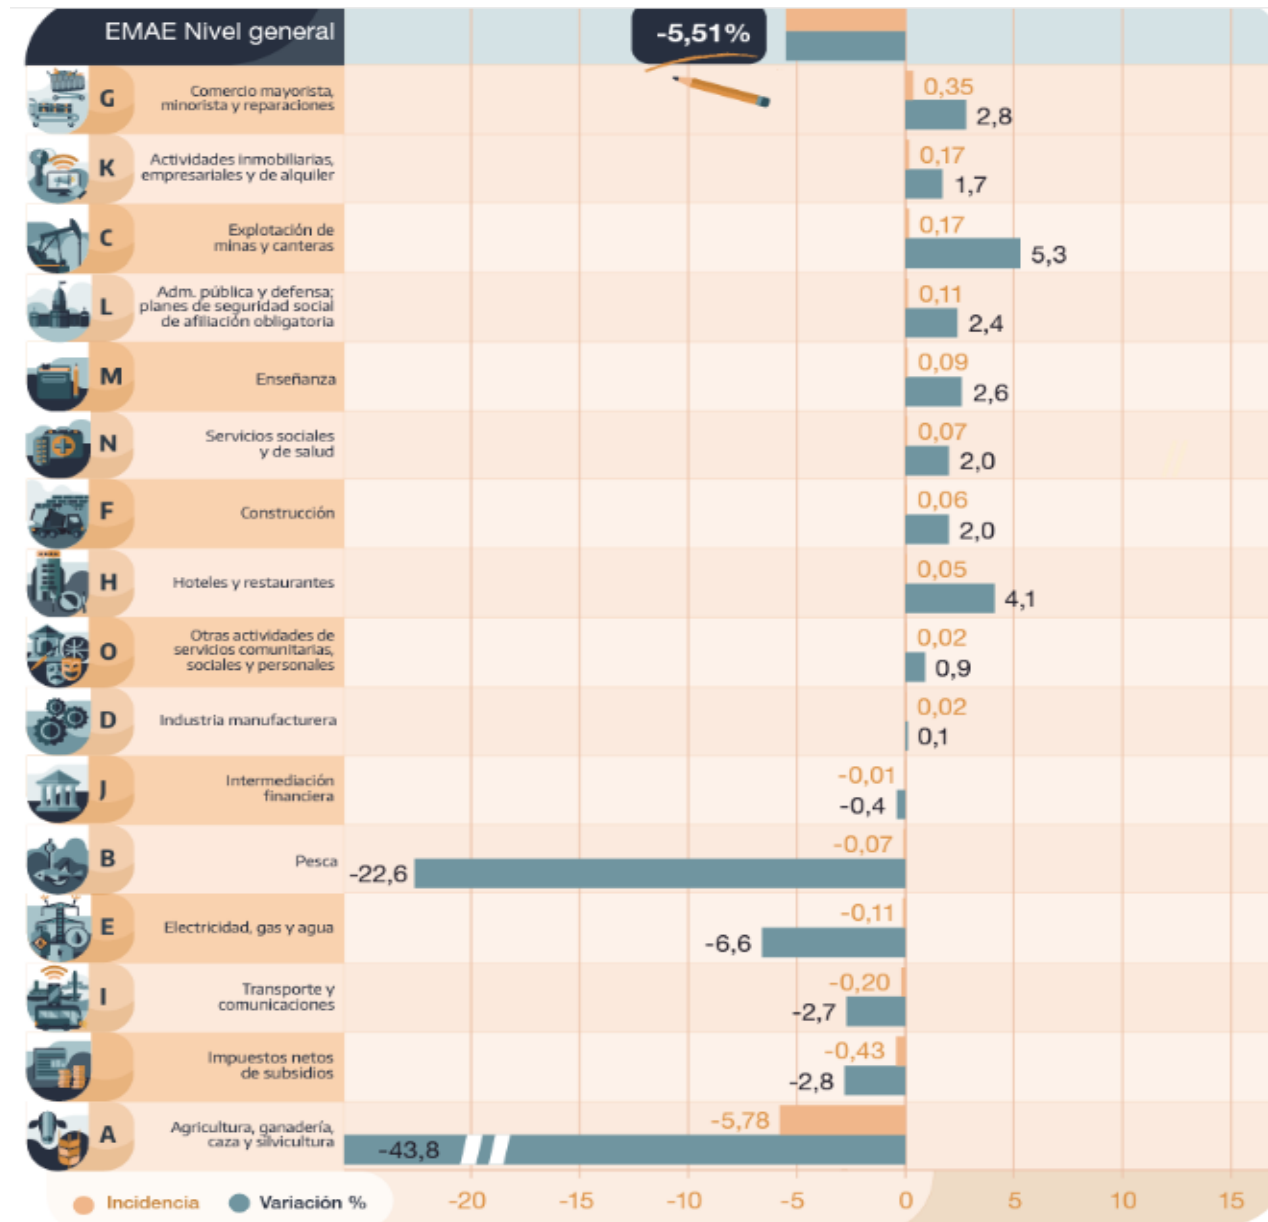 EMAE Nivel general
-5,51%
G
Comercio mayorista,
minorista y reparaciones
0,35
2,8
K
Actividades inmobiliarias,
empresariales y de alquiler
0,17
1,7
C
Explotación de
minas y canteras
0,17
5,3
L
Adm. pública y defensa;
planes de seguridad social
de afiliación obligatoria
0,11
2,4
M
Enseñanza
0,09
2,6
N
Servicios sociales
y de salud
0,07
2,0
F
Construcción
0,06
2,0
H
Hoteles y restaurantes
0,05
4,1
O
Otras actividades de
servicios comunitarias,
sociales y personales
0,02
0,9
D
Industria manufacturera
0,02
0,1
J
Intermediación
financiera
-0,01
-0,4
B
Pesca
-0,07
-22,6
E
Electricidad, gas y agua
-0,11
-6,6
I
Transporte y
comunicaciones
-0,20
-2,7
Impuestos netos
de subsidios
-0,43
-2,8
A
Agricultura, ganadería,
caza y silvicultura
-5,78
-43,8
Incidencia
Variación %
-20 -15 -10 -5 0 5 10 15